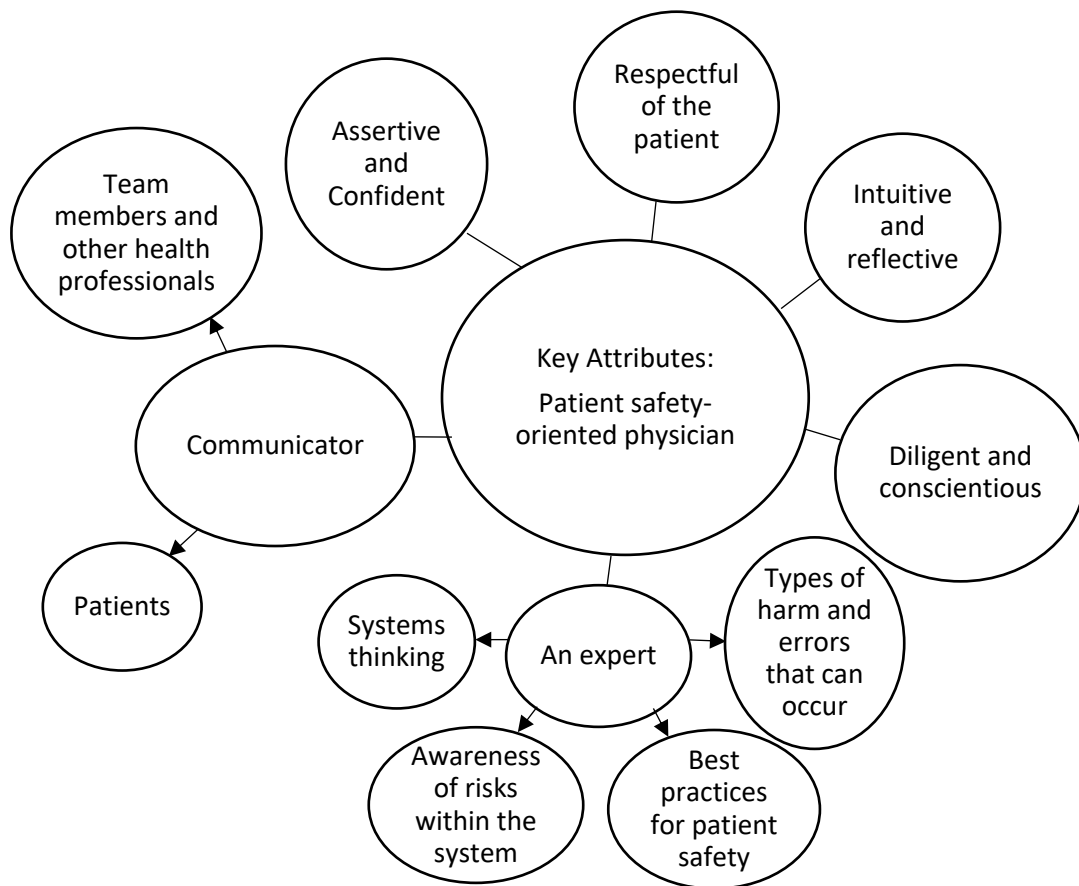 Respectful
of the
patient
Assertive
and
Confident
Team
members and
other health
professionals
Intuitive
and
reflective
Key Attributes:
Patient safety-
oriented physician
Communicator
Diligent and
conscientious
Patients
Systems
thinking
An expert
Types of
harm and
errors
that can
occur
Awareness
of risks
within the
system
Best
practices
for patient
safety